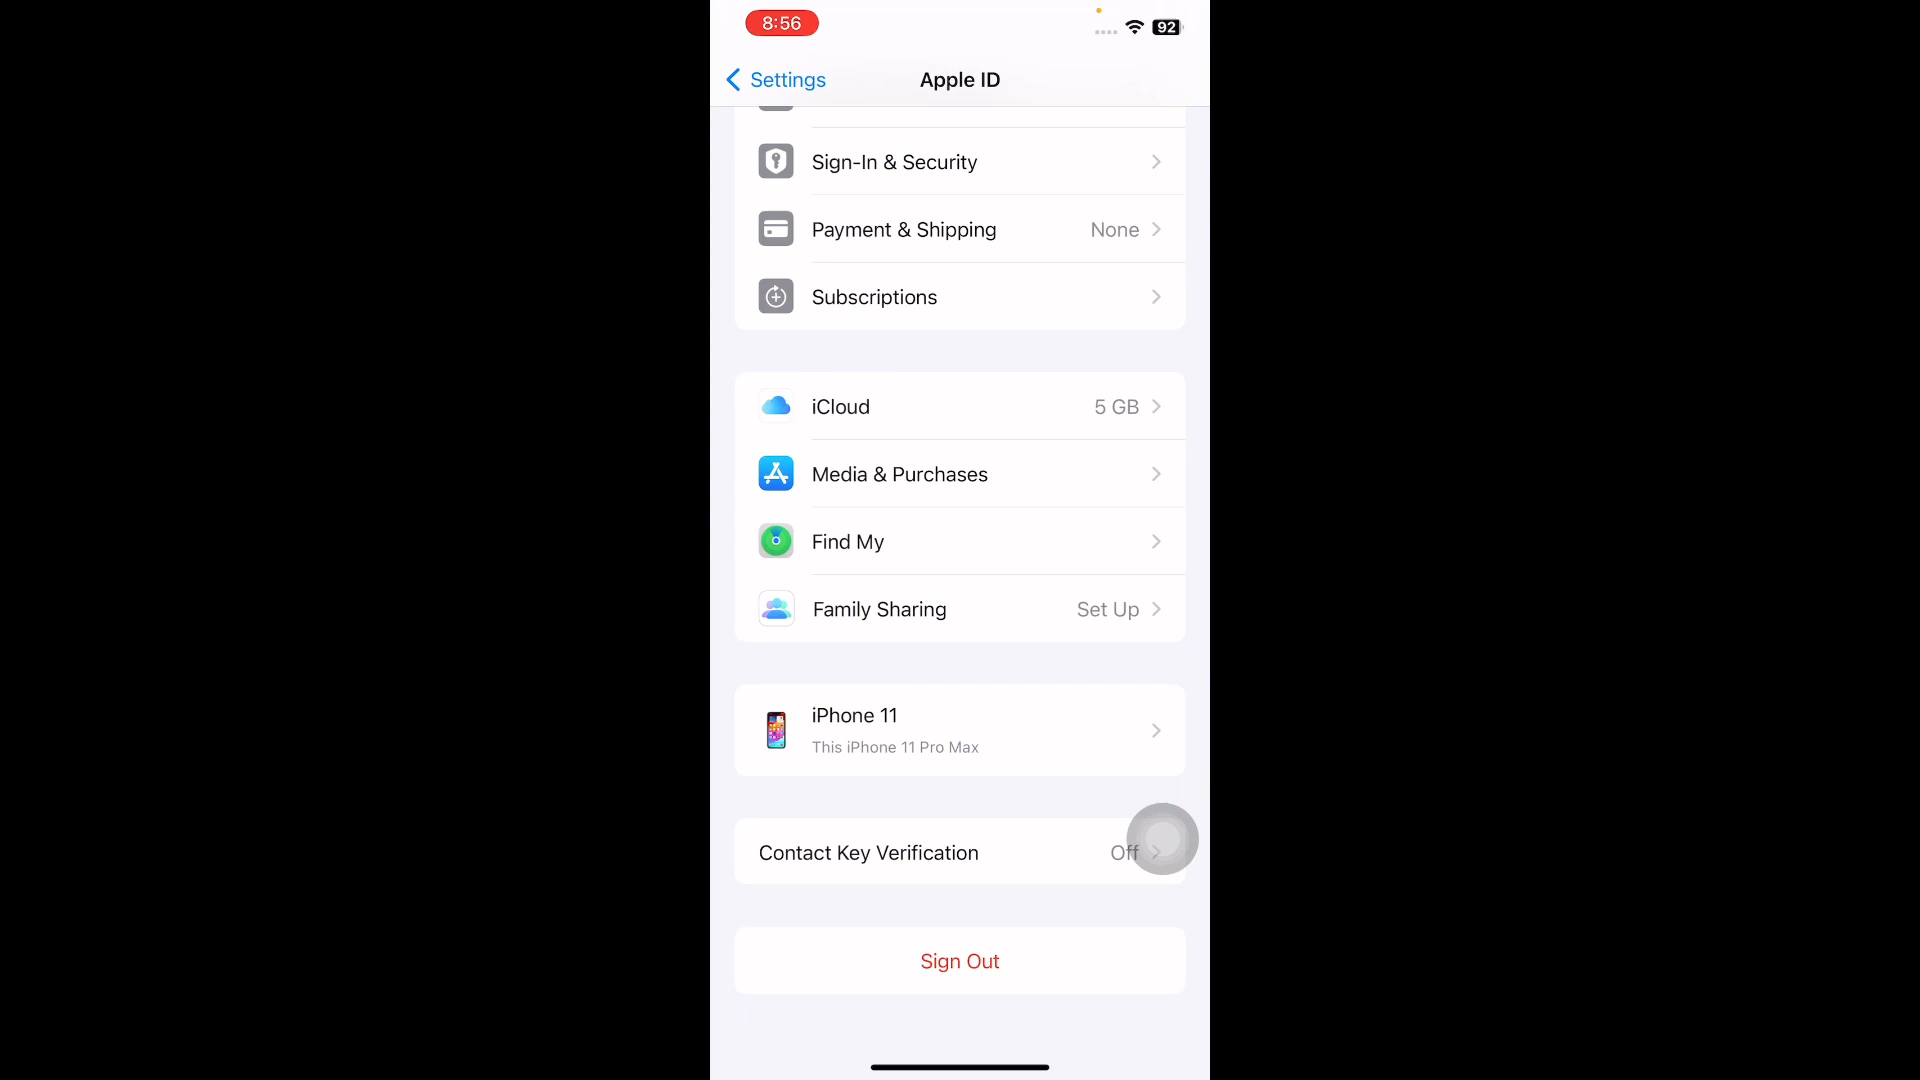 8:56
92
Settings
Apple ID
Sign-In & Security
Payment & Shipping None
Subscriptions
iCloud 5 GB
Media & Purchases
Find My
Family Sharing Set Up
iPhone 11
This iPhone 11 Pro Max
Contact Key Verification Off
Sign Out